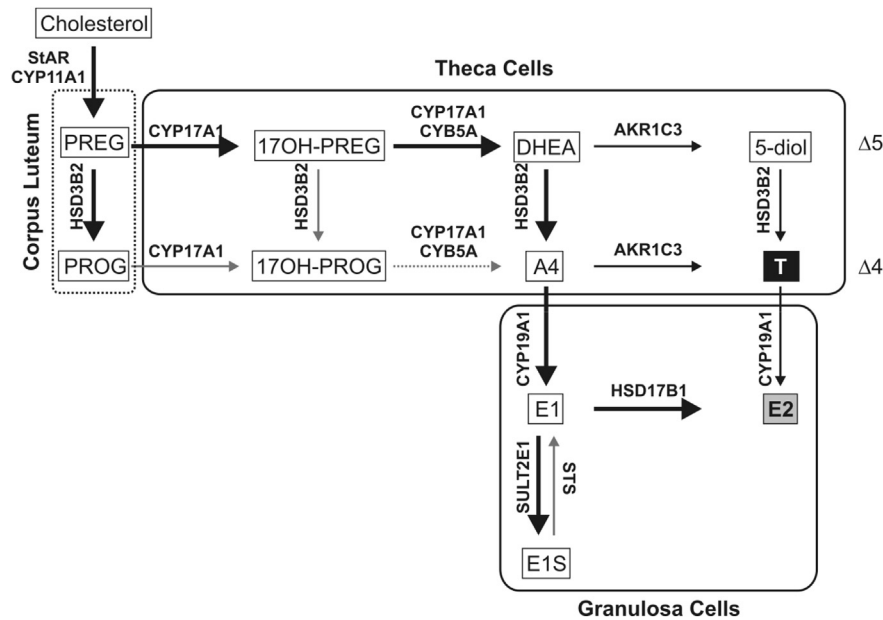 Cholesterol
StAR
CYP11A1
Theca Cells
Corpus Luteum
PREG
CYP17A1
17OH-PREG
CYP17A1
CYB5A
DHEA
AKR1C3
5-diol
Δ5
HSD3B2
HSD3B2
HSD3B2
HSD3B2
PROG
CYP17A1
17OH-PROG
CYP17A1
CYB5A
A4
AKR1C3
T
Δ4
CYP19A1
CYP19A1
E1
HSD17B1
E2
SULT2E1
STS
E1S
Granulosa Cells